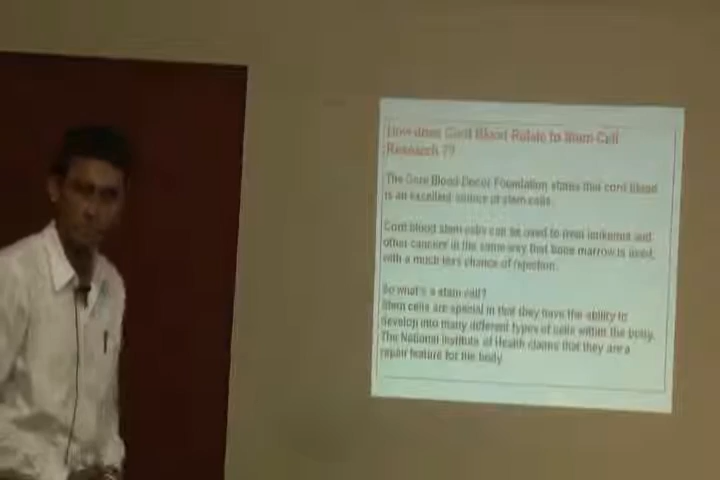 How does Cord Blood Relate to Stem Cell
Research ??
The Cord Blood Donor Foundation states that cord blood
is an excellent source of stem cells.
Cord blood stem cells can be used to treat leukemia and
other cancers in the same way that bone marrow is used,
with a much less chance of rejection.
So what's a stem cell?
Stem cells are special in that they have the ability to
develop into many different types of cells within the body.
The National Institute of Health claims that they are a
repair feature for the body